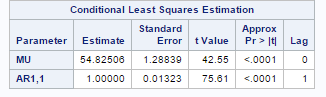 Conditional Least Squares Estimation
Parameter Estimate Standard Error t Value Approx Pr > |t| Lag
MU 54.82506 1.28839 42.55 <.0001 0
AR1,1 1.00000 0.01323 75.61 <.0001 1